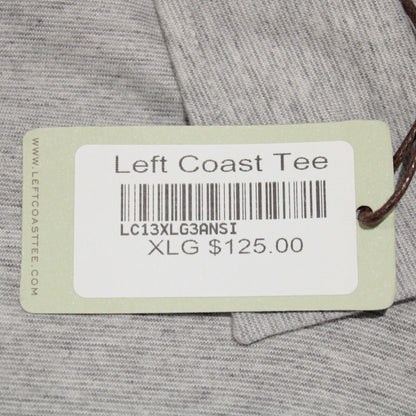 WWW.LEFTCOASTTEE.COM
Left Coast Tee
LC13XLG3ANSI
XLG $125.00